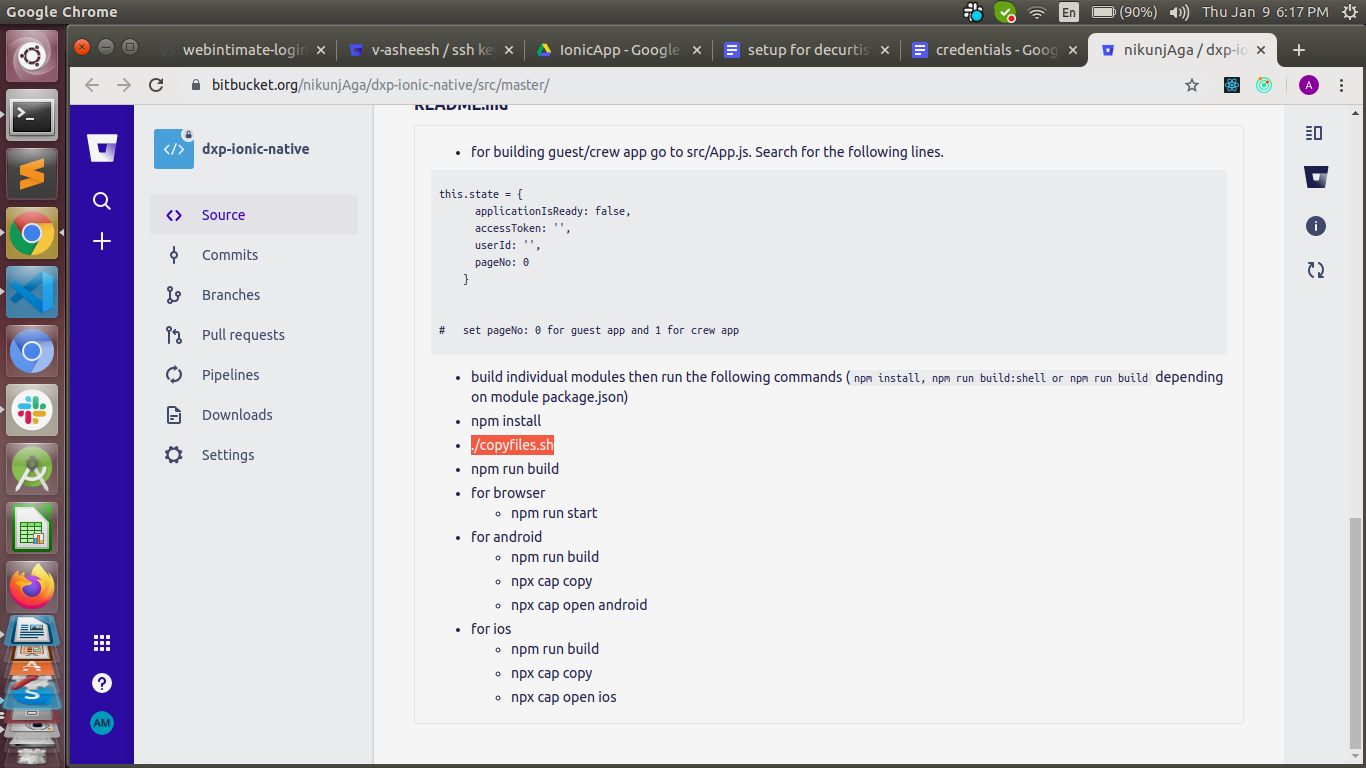 Google Chrome
En
(90%)
Thu Jan 9 6:17 PM
webintimate-login
v-asheesh / ssh ke
IonicApp - Google
setup for decurtis
credentials - Goog
nikunjAga / dxp-io
bitbucket.org/nikunjAga/dxp-ionic-native/src/master/
A
README.md
dxp-ionic-native
Source
Commits
Branches
Pull requests
Pipelines
Downloads
Settings
AM
• for building guest/crew app go to src/App.js. Search for the following lines.
this.state = {
applicationIsReady: false,
accessToken: '',
userId: '',
pageNo: 0
}
# set pageNo: 0 for guest app and 1 for crew app
• build individual modules then run the following commands ( npm install, npm run build:shell or npm run build depending
on module package.json)
• npm install
• ./copyfiles.sh
• npm run build
• for browser
◦ npm run start
• for android
◦ npm run build
◦ npx cap copy
◦ npx cap open android
• for ios
◦ npm run build
◦ npx cap copy
◦ npx cap open ios